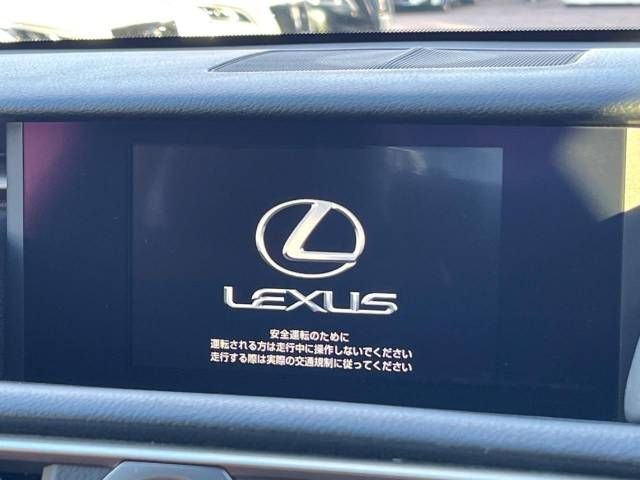 LEXUS
安全運転のために
運転される方は走行中に操作しないでください
走行する際は実際の交通規制に従ってください